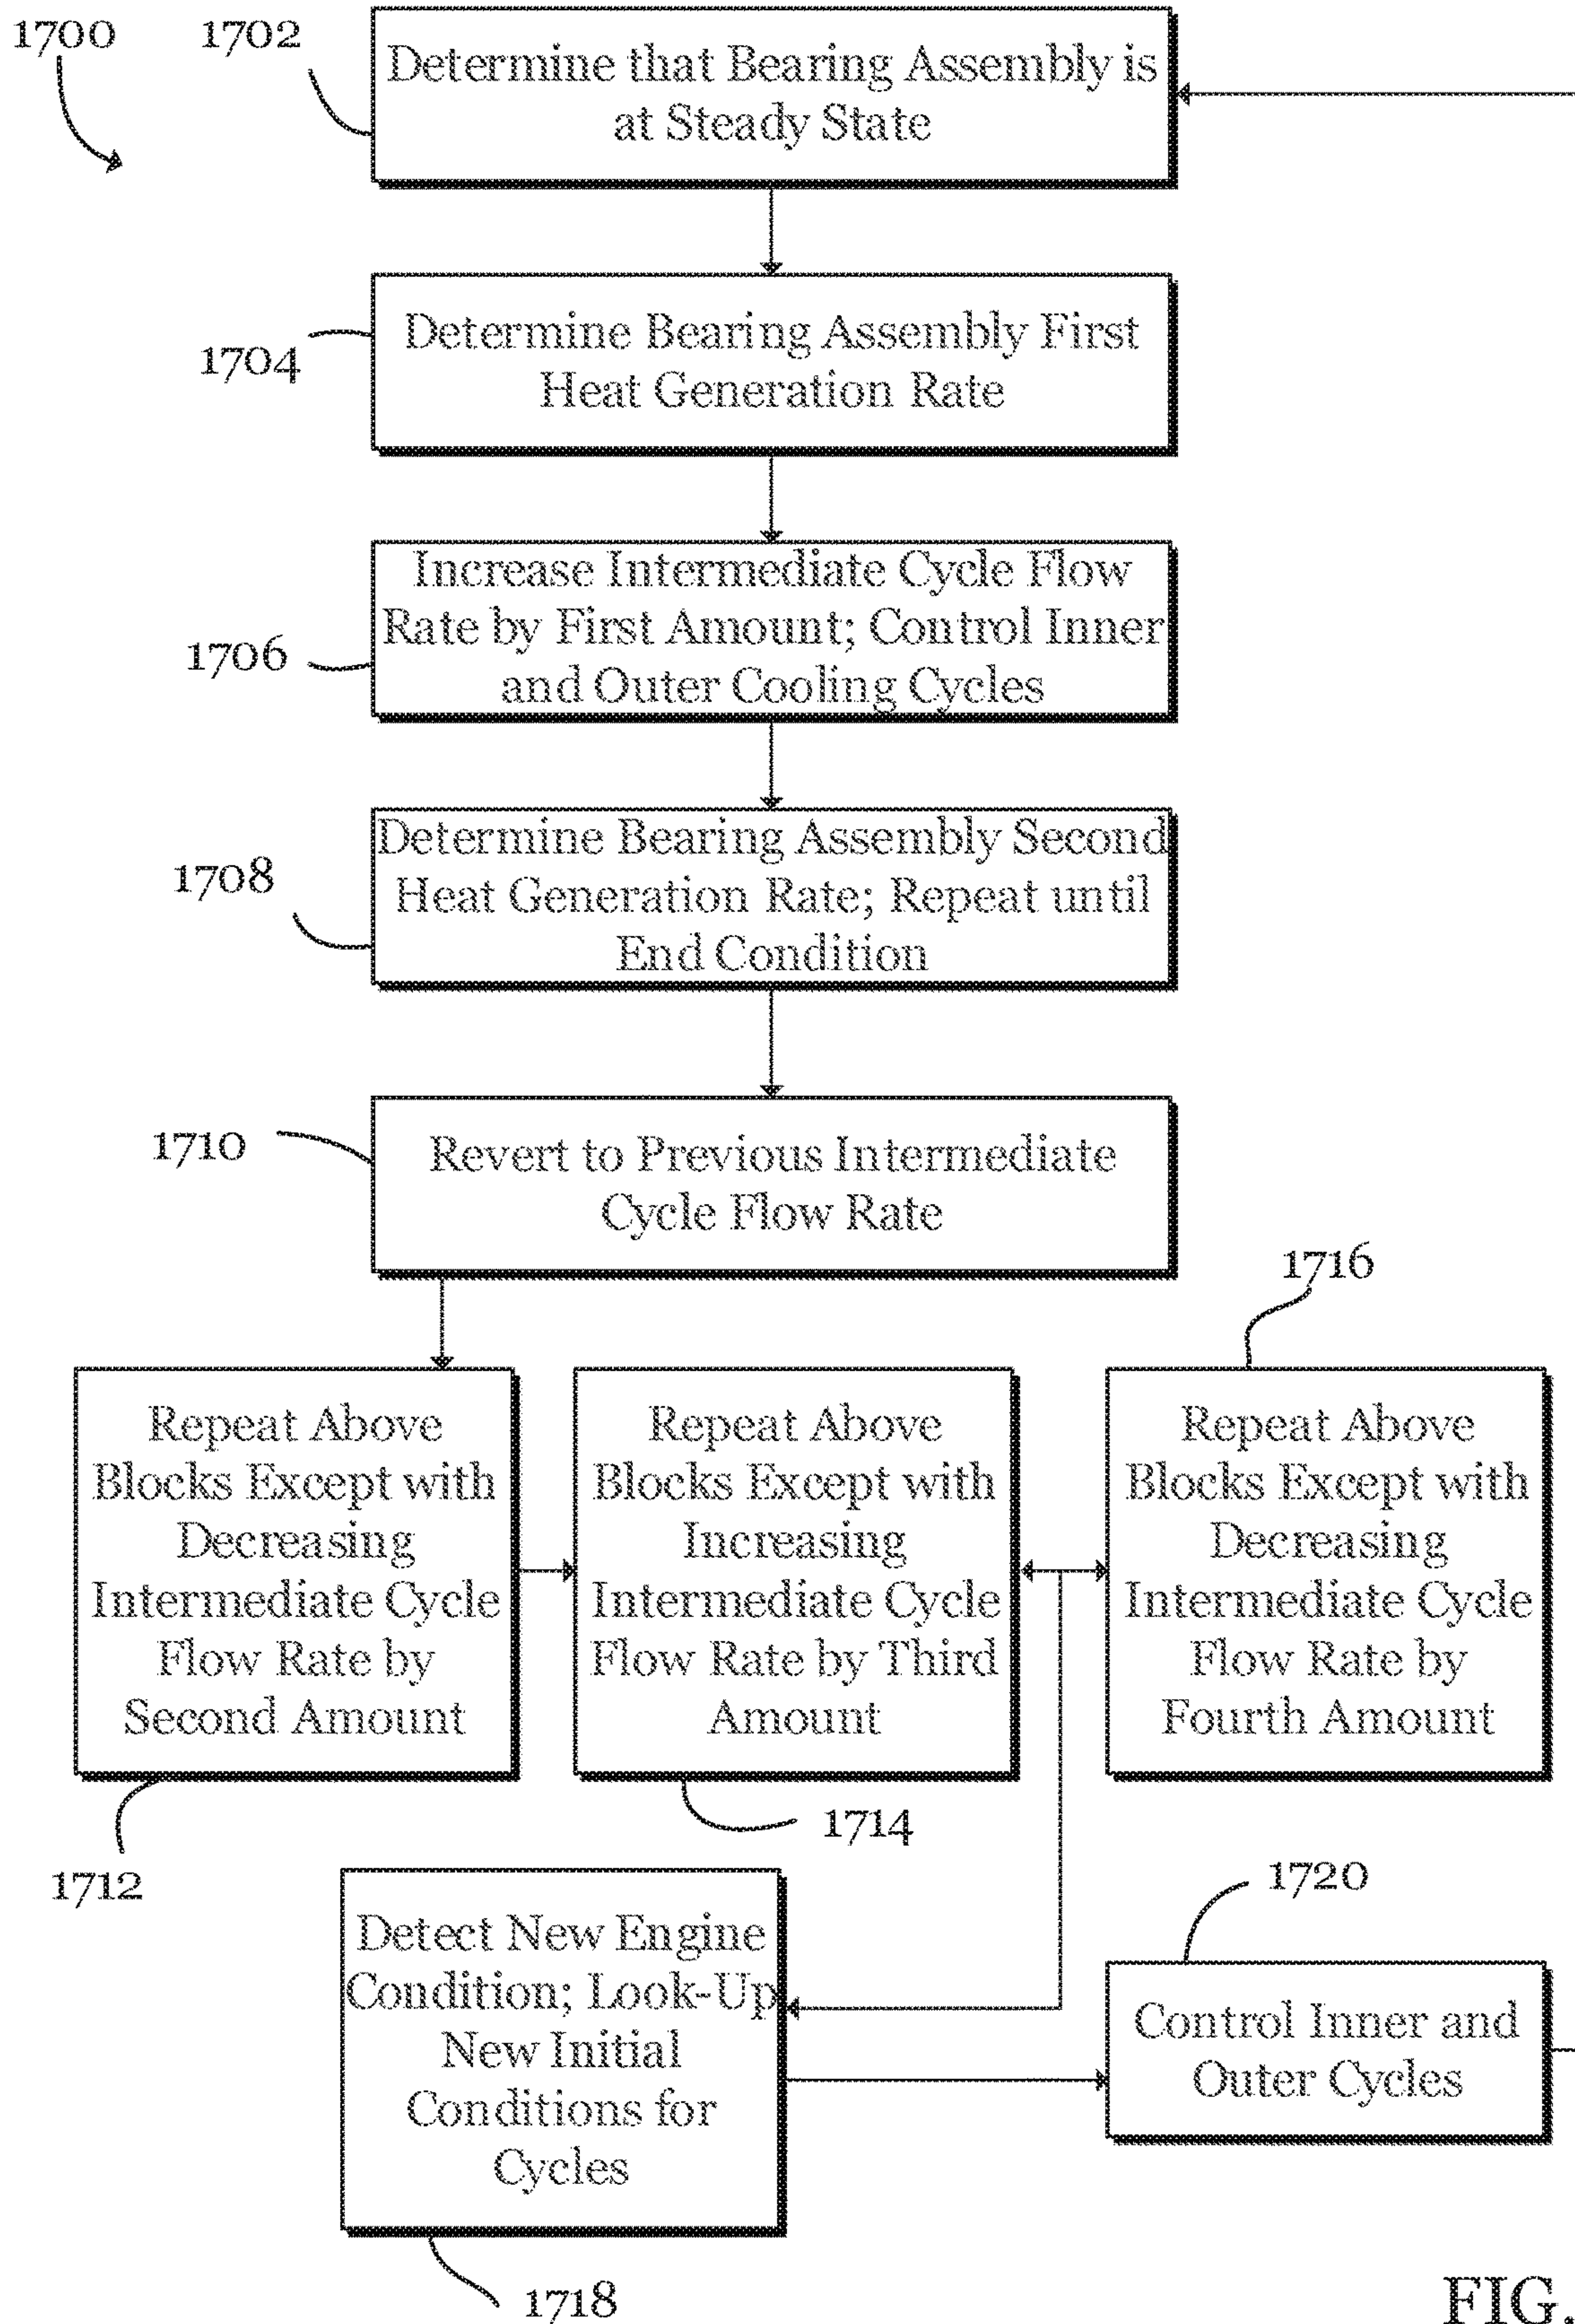 1700
1702
Determine that Bearing Assembly is
at Steady State
1704
Determine Bearing Assembly First
Heat Generation Rate
1706
Increase Intermediate Cycle Flow
Rate by First Amount; Control Inner
and Outer Cooling Cycles
1708
Determine Bearing Assembly Second
Heat Generation Rate; Repeat until
End Condition
1710
Revert to Previous Intermediate
Cycle Flow Rate
1716
Repeat Above
Blocks Except with
Decreasing
Intermediate Cycle
Flow Rate by
Second Amount
Repeat Above
Blocks Except with
Increasing
Intermediate Cycle
Flow Rate by Third
Amount
Repeat Above
Blocks Except with
Decreasing
Intermediate Cycle
Flow Rate by
Fourth Amount
1712
1714
Detect New Engine
Condition; Look-Up
New Initial
Conditions for
Cycles
1720
Control Inner and
Outer Cycles
1718
FIG.